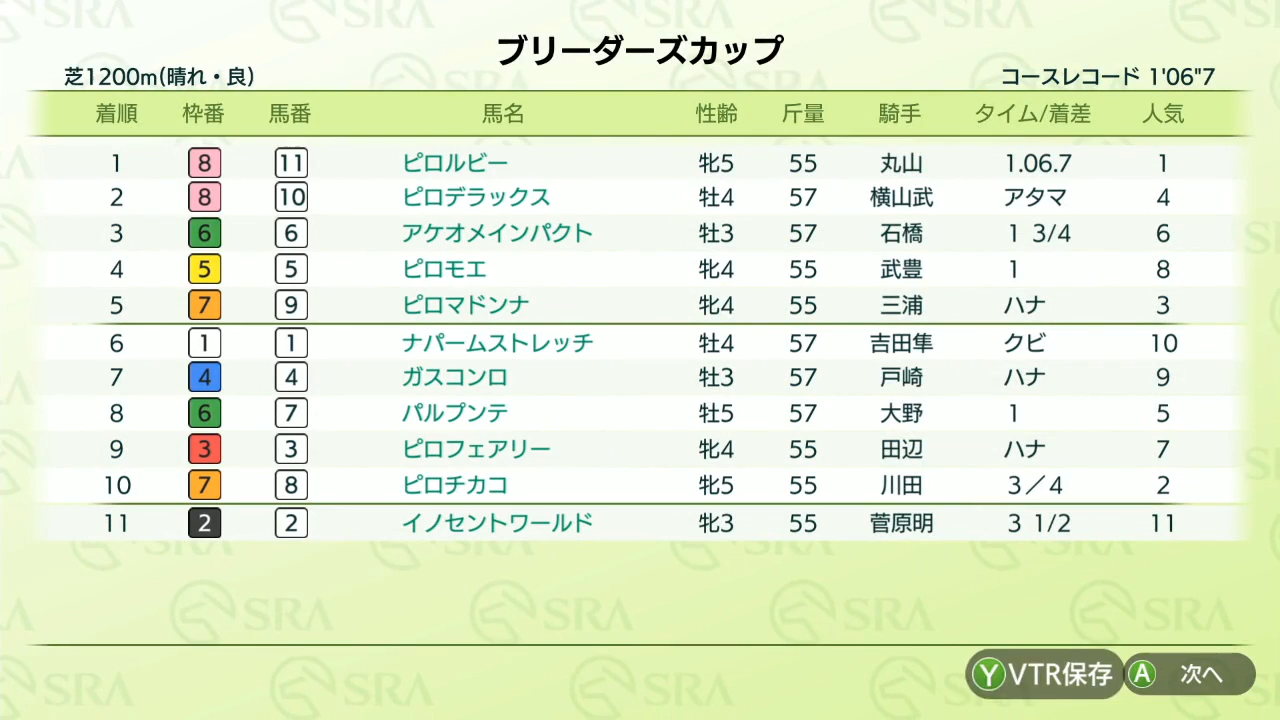 ブリーダーズカップ
芝1200m(晴れ・良) コースレコード 1'06"7
着順 枠番 馬番 馬名 性齢 斤量 騎手 タイム/着差 人気
1 8 11 ピロルビー 牝5 55 丸山 1.06.7 1
2 8 10 ピロデラックス 牡4 57 横山武 アタマ 4
3 6 6 アケオメインパクト 牡3 57 石橋 1 3/4 6
4 5 5 ピロモエ 牝4 55 武豊 1 8
5 7 9 ピロマドンナ 牝4 55 三浦 ハナ 3
6 1 1 ナパームストレッチ 牡4 57 吉田隼 クビ 10
7 4 4 ガスコンロ 牡3 57 戸崎 ハナ 9
8 6 7 パルプンテ 牡5 57 大野 1 5
9 3 3 ピロフェアリー 牝4 55 田辺 ハナ 7
10 7 8 ピロチカコ 牝5 55 川田 3/4 2
11 2 2 イノセントワールド 牝3 55 菅原明 3 1/2 11
SRA SRA SRA SRA
Y VTR保存 A 次へ